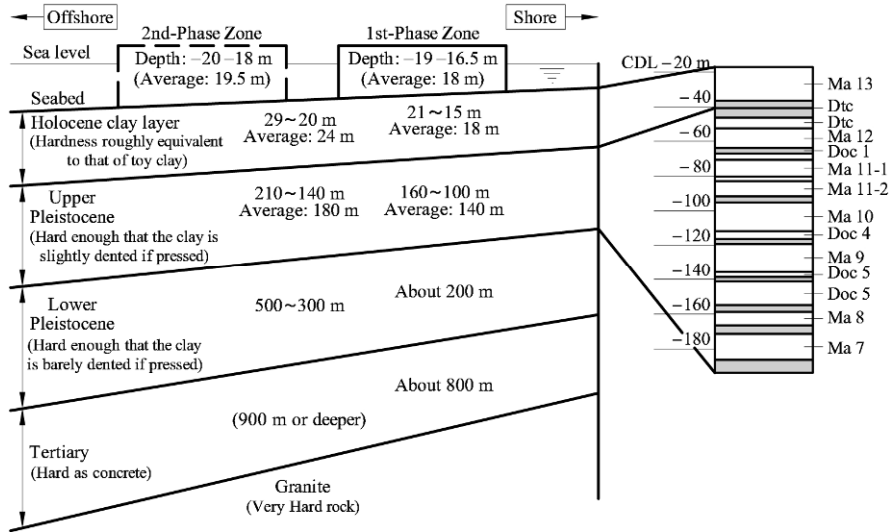 Offshore
Shore
2nd-Phase Zone
1st-Phase Zone
Sea level
Depth: −20−18 m
(Average: 19.5 m)
Depth: −19−16.5 m
(Average: 18 m)
Seabed
Holocene clay layer
(Hardness roughly equivalent
to that of toy clay)
29~20 m
Average: 24 m
21~15 m
Average: 18 m
Upper
Pleistocene
(Hard enough that the clay is
slightly dented if pressed)
210~140 m
Average: 180 m
160~100 m
Average: 140 m
Lower
Pleistocene
(Hard enough that the clay
is barely dented if pressed)
500~300 m
About 200 m
About 800 m
(900 m or deeper)
Tertiary
(Hard as concrete)
Granite
(Very Hard rock)
CDL −20 m
−40
−60
−80
−100
−120
−140
−160
−180
Ma 13
Dtc
Dtc
Ma 12
Doc 1
Ma 11-1
Ma 11-2
Ma 10
Doc 4
Ma 9
Doc 5
Doc 5
Ma 8
Ma 7